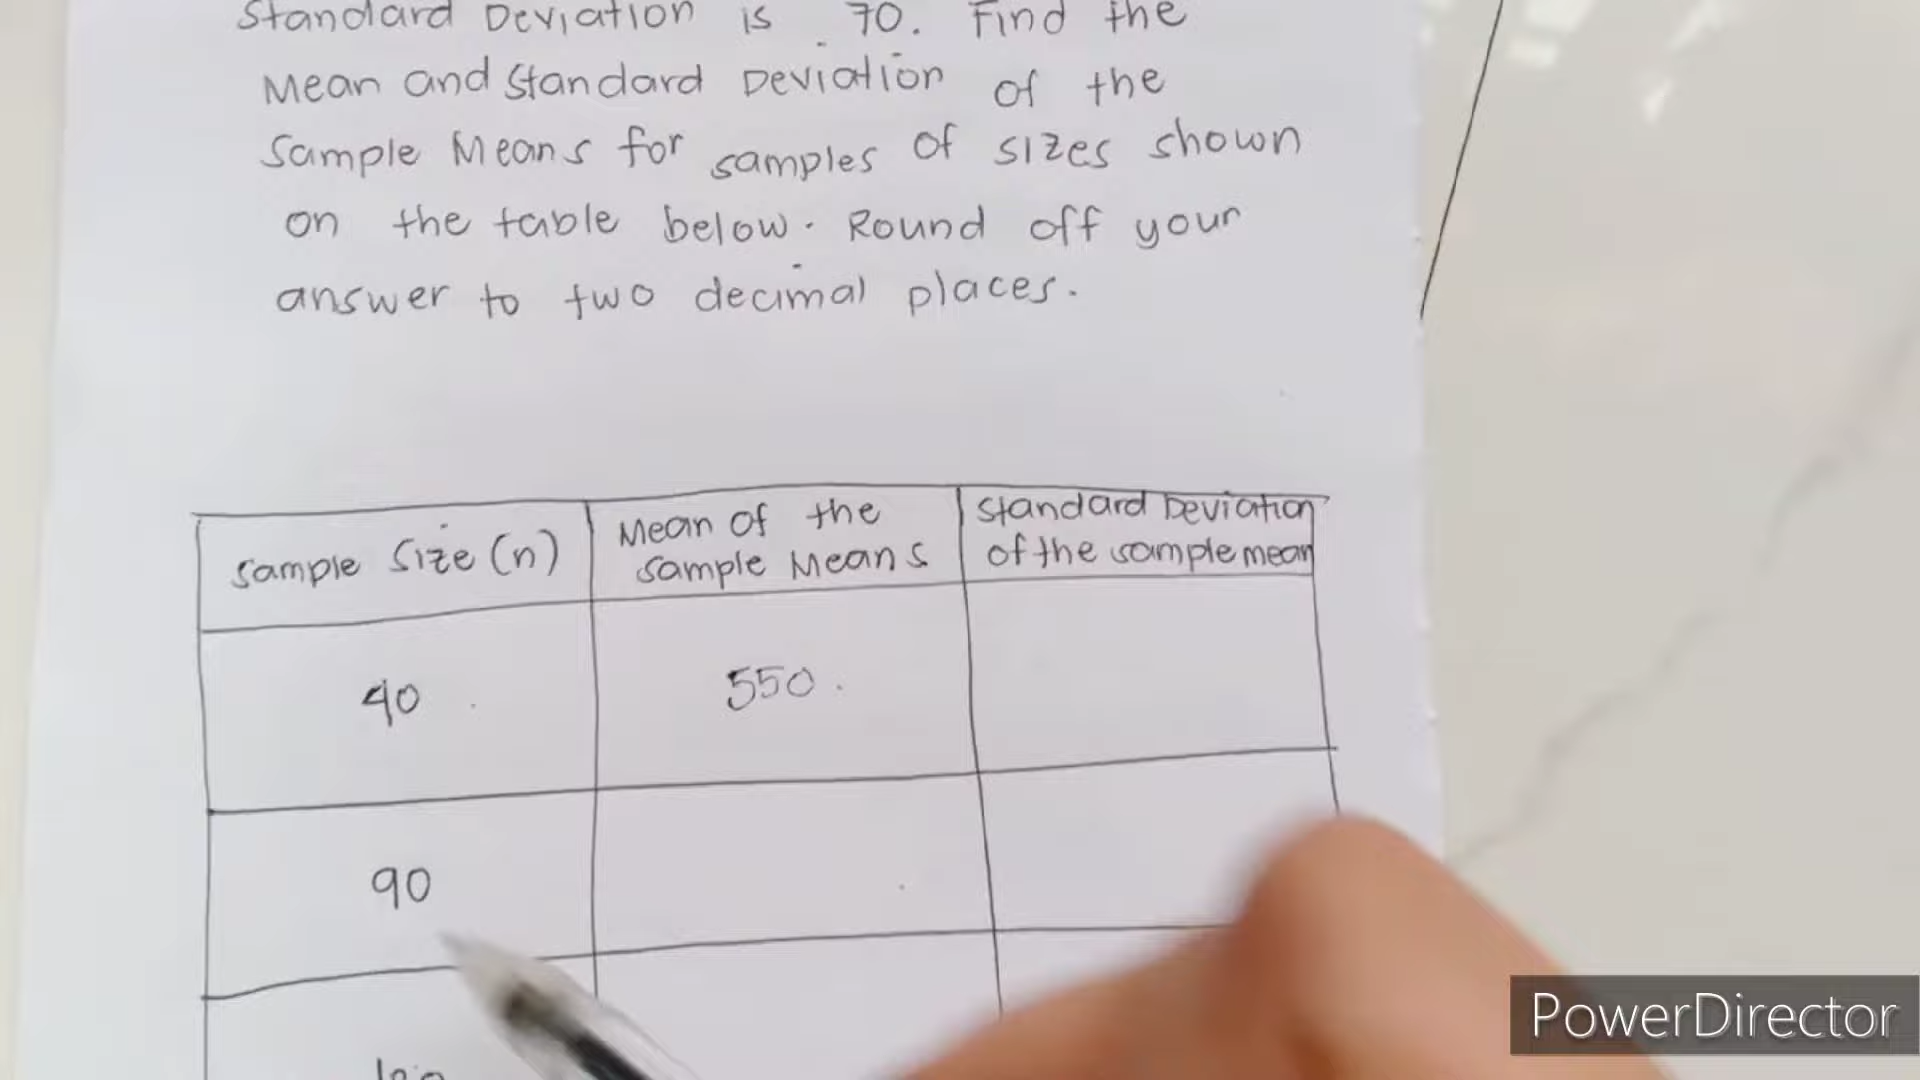 Standard Deviation is 70. Find the
Mean and Standard Deviation of the
Sample Means for samples of sizes shown
on the table below. Round off your
answer to two decimal places.
Sample Size (n)
Mean of the
Sample Means
Standard Deviation
of the sample mean
40
550
90
PowerDirector